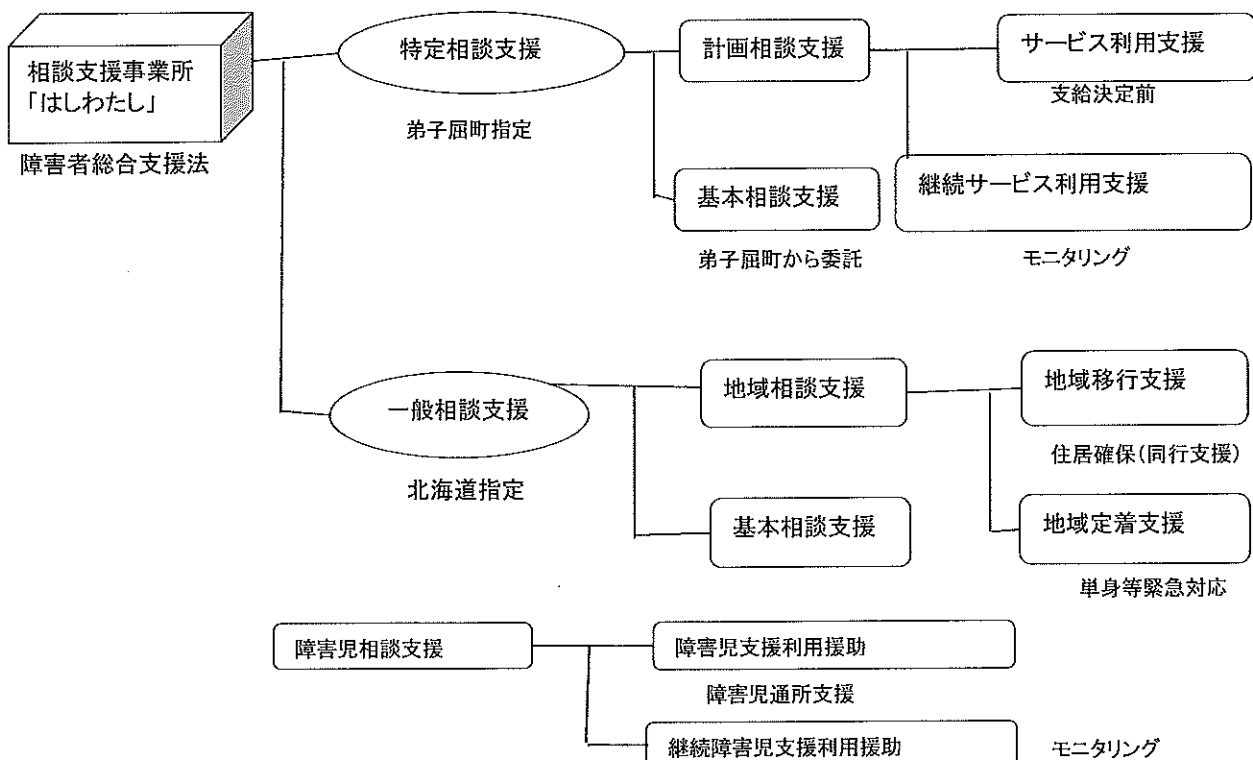 相談支援事業所
「はしわたし」
障害者総合支援法
特定相談支援
弟子屈町指定
計画相談支援
サービス利用支援
支給決定前
継続サービス利用支援
モニタリング
基本相談支援
弟子屈町から委託
一般相談支援
北海道指定
地域相談支援
地域移行支援
住居確保(同行支援)
地域定着支援
単身等緊急対応
基本相談支援
障害児相談支援
障害児支援利用援助
障害児通所支援
継続障害児支援利用援助
モニタリング